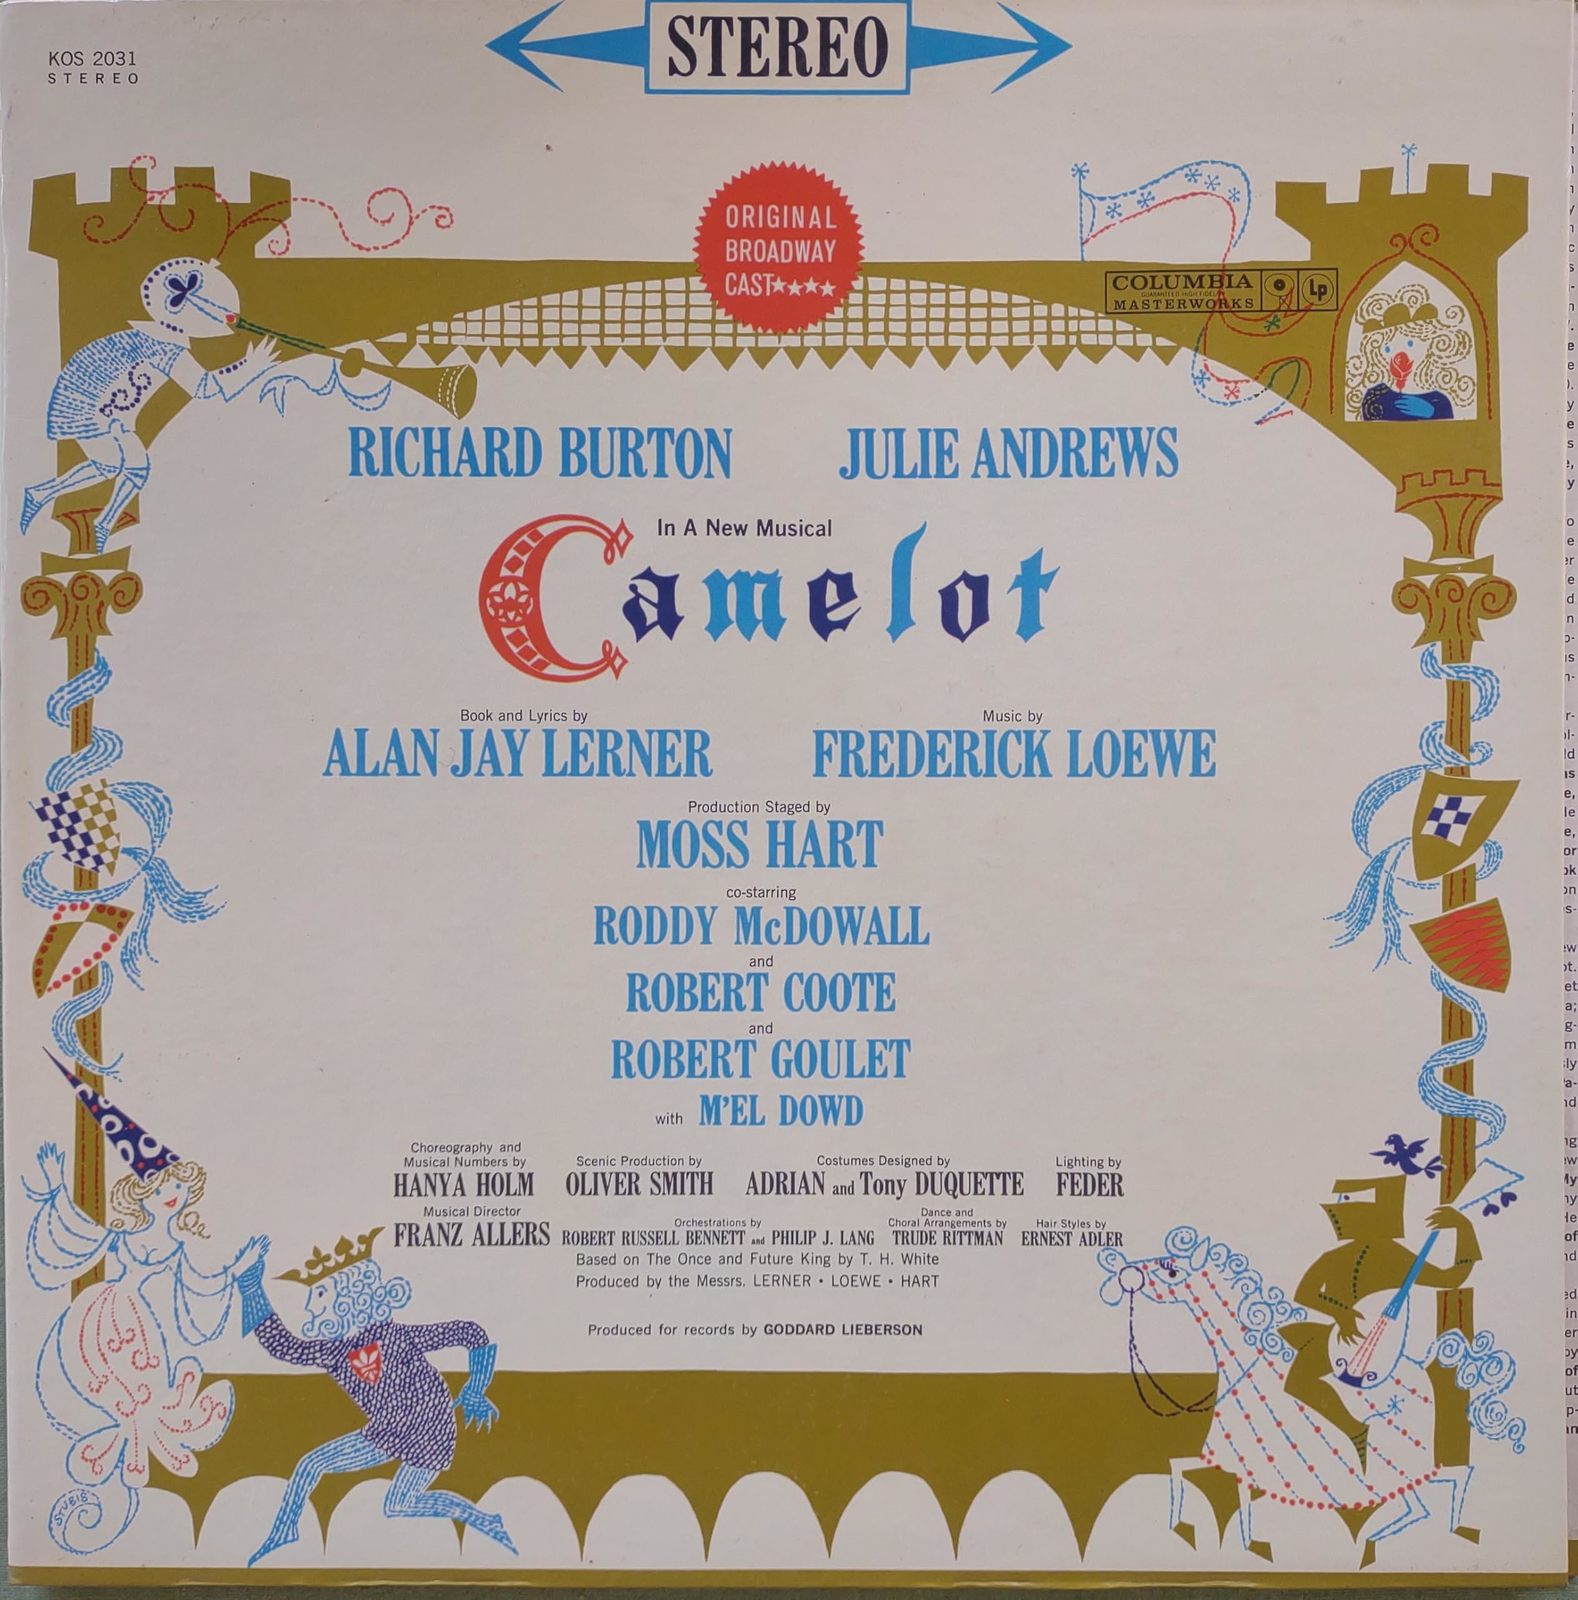 KOS 2031
STEREO
STEREO
ORIGINAL
BROADWAY
CAST★★★★
COLUMBIA
GUARANTEED HIGH FIDELITY
MASTERWORKS
Lp
RICHARD BURTON JULIE ANDREWS
In A New Musical
Camelot
Book and Lyrics by Music by
ALAN JAY LERNER FREDERICK LOEWE
Production Staged by
MOSS HART
co-starring
RODDY McDOWALL
and
ROBERT COOTE
and
ROBERT GOULET
with M'EL DOWD
Choreography and
Musical Numbers by Scenic Production by Costumes Designed by Lighting by
HANYA HOLM OLIVER SMITH ADRIAN and Tony DUQUETTE FEDER
Musical Director Orchestrations by Dance and Choral Arrangements by Hair Styles by
FRANZ ALLERS ROBERT RUSSELL BENNETT and PHILIP J. LANG TRUDE RITTMAN ERNEST ADLER
Based on The Once and Future King by T. H. White
Produced by the Messrs. LERNER • LOEWE • HART
Produced for records by GODDARD LIEBERSON